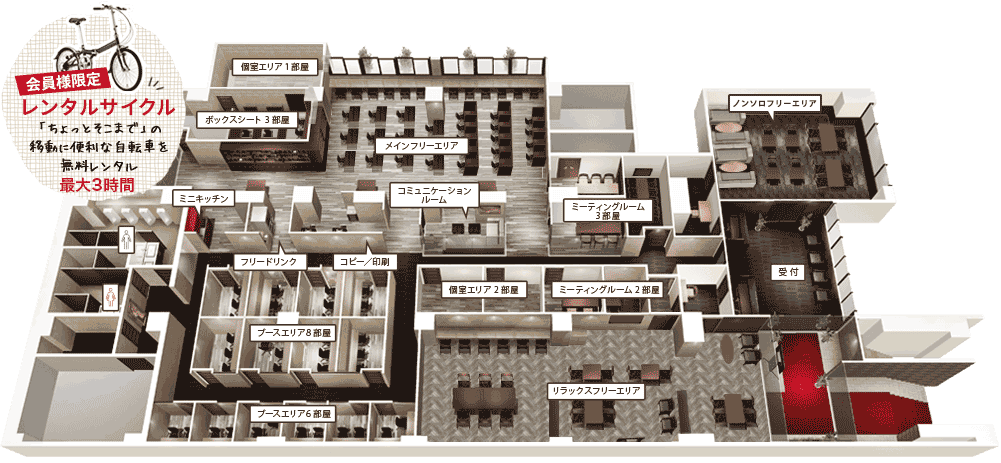 会員様限定
レンタルサイクル
「ちょっとそこまで」の
移動に便利な自転車を
無料レンタル
最大3時間
個室エリア1部屋
ボックスシート 3部屋
メインフリーエリア
ノンソロフリーエリア
ミニキッチン
コミュニケーション
ルーム
ミーティングルーム
3部屋
フリードリンク
コピー／印刷
受付
個室エリア2部屋
ミーティングルーム2部屋
ブースエリア8部屋
リラックスフリーエリア
ブースエリア6部屋